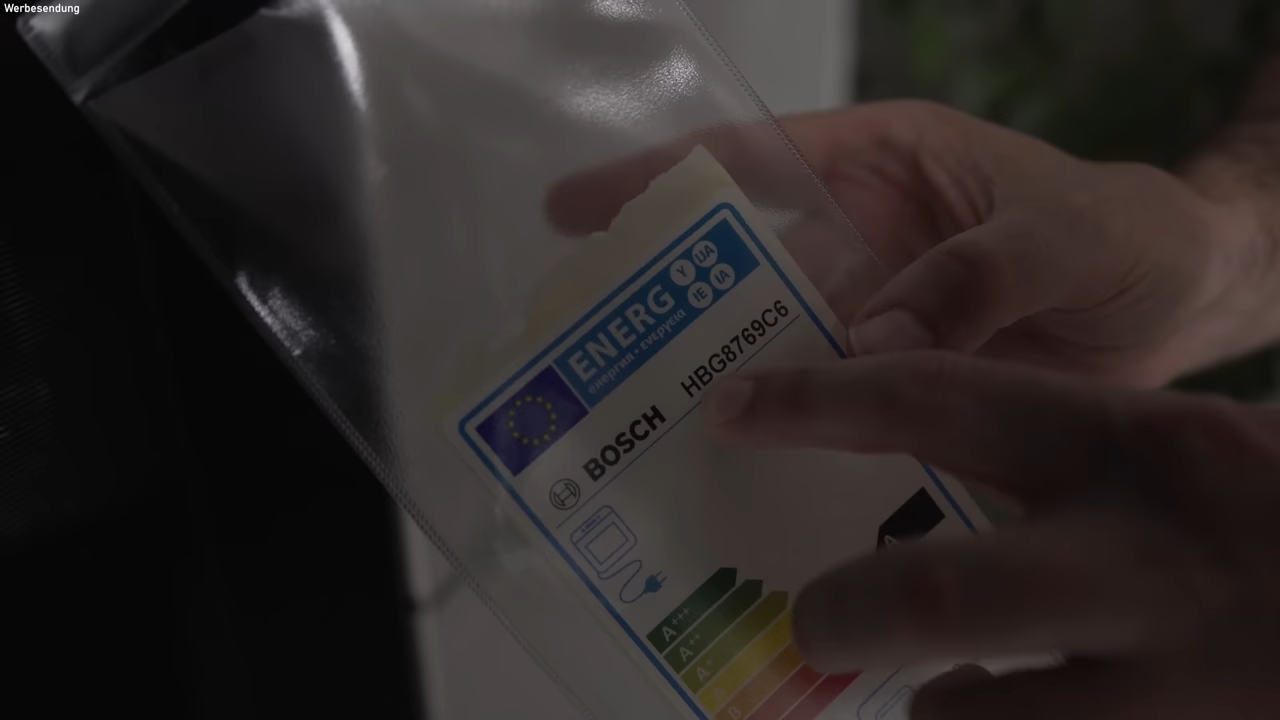 Werbesendung
ENERG
Y UA
IE IA
енергия · ενεργεια
BOSCH HBG8769C6
A+++
A++
A+
A
B